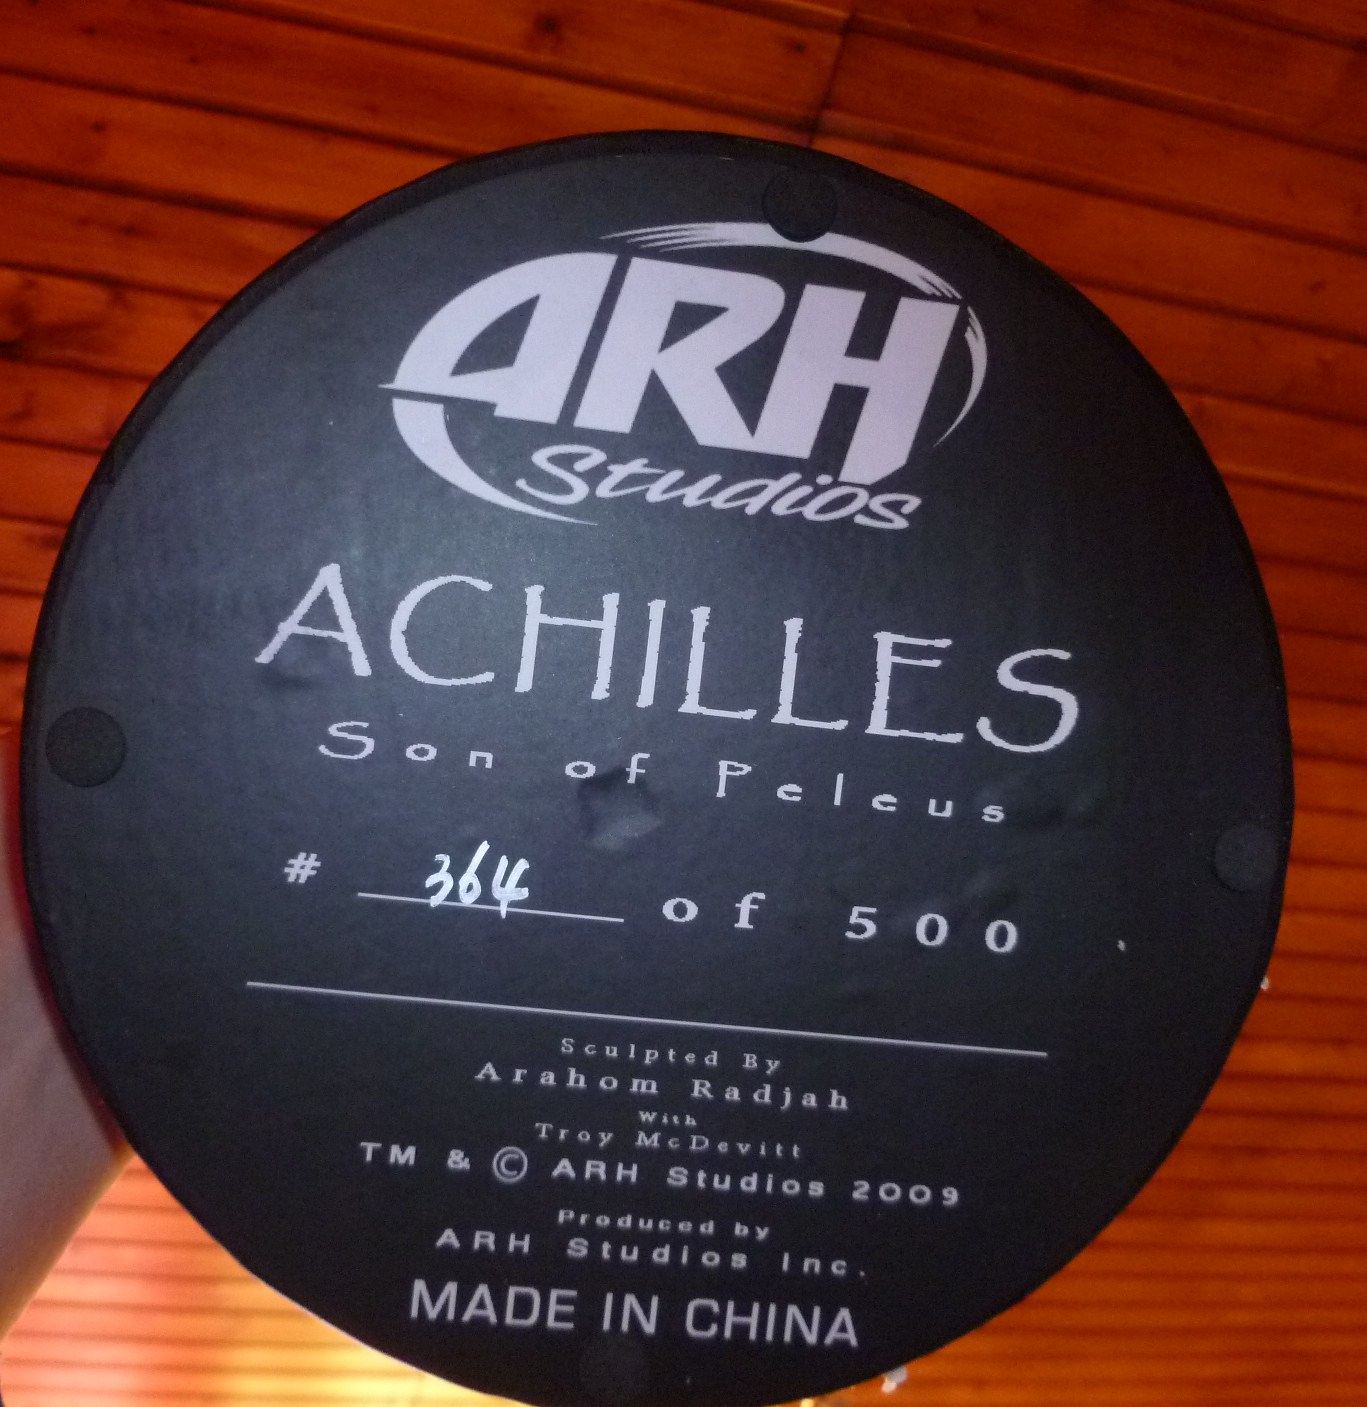 ARH
Studios
ACHILLES
Son of Peleus
# 364 of 500
Sculpted By
Arahom Radjah
With
Troy McDevitt
TM & © ARH Studios 2009
Produced by
ARH Studios Inc.
MADE IN CHINA